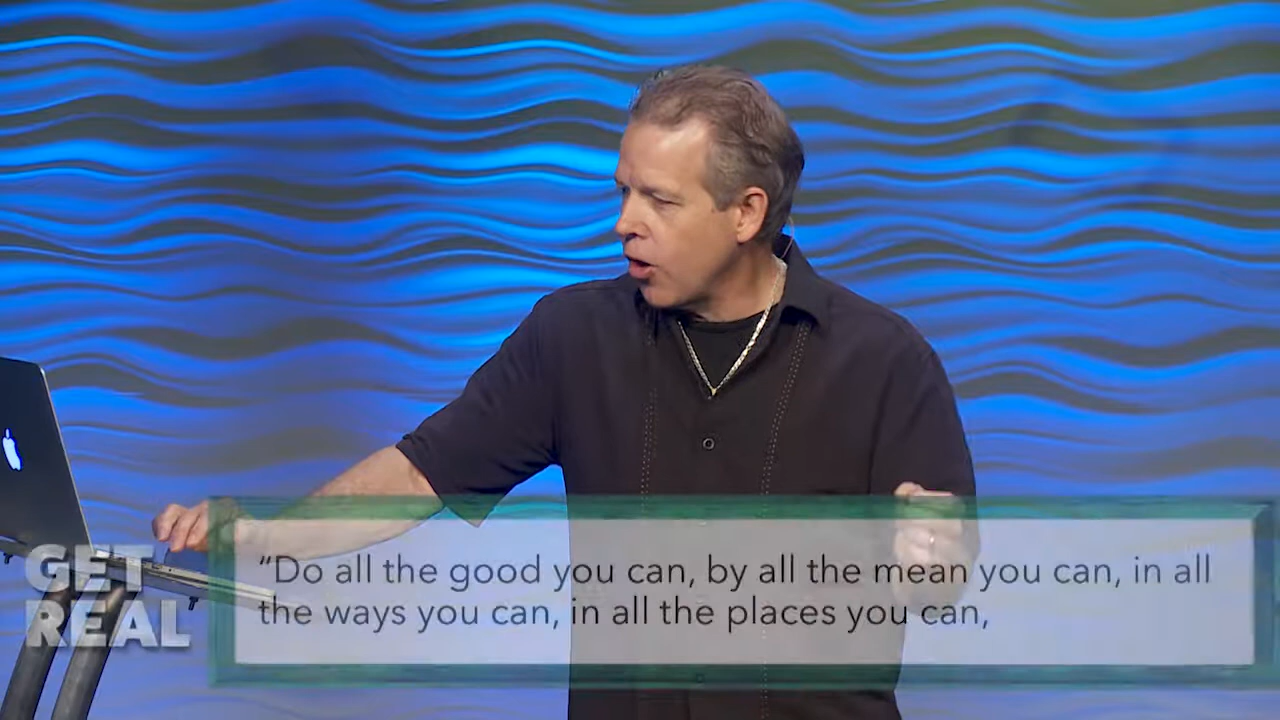 GET
REAL
“Do all the good you can, by all the mean you can, in all
the ways you can, in all the places you can,